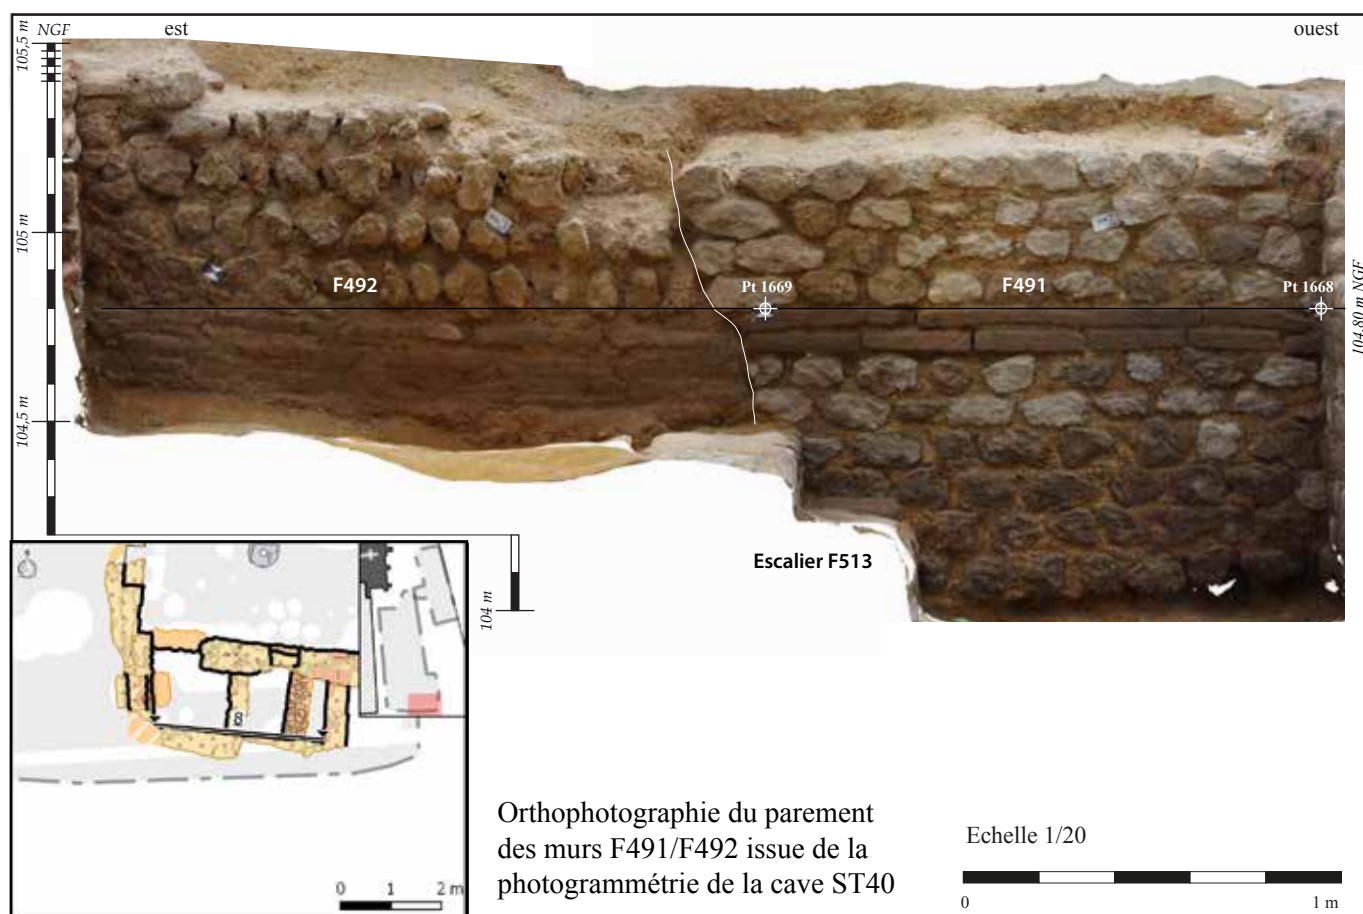 105,5 m
NGF
est
ouest
105 m
F492
Pt 1669
F491
Pt 1668
104,80 m NGF
104,5 m
Escalier F513
104 m
8
0 1 2 m
Orthophotographie du parement
des murs F491/F492 issue de la
photogrammétrie de la cave ST40
Echelle 1/20
0 1 m